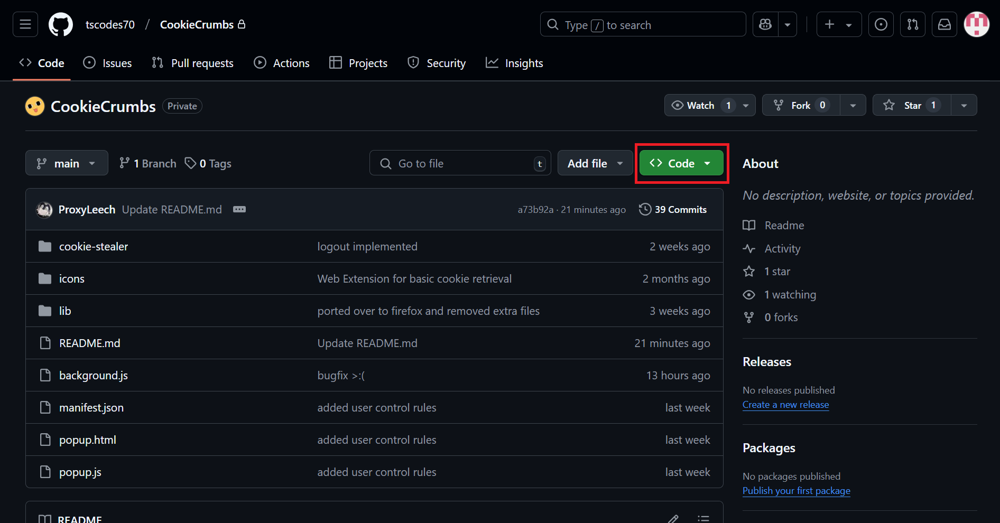 tscodes70 / CookieCrumbs
Type / to search
Code Issues Pull requests Actions Projects Security Insights
CookieCrumbs Private
Watch 1 Fork 0 Star 1
main 1 Branch 0 Tags Go to file t Add file Code
ProxyLeech Update README.md a73b92a · 21 minutes ago 39 Commits
cookie-stealer logout implemented 2 weeks ago
icons Web Extension for basic cookie retrieval 2 months ago
lib ported over to firefox and removed extra files 3 weeks ago
README.md Update README.md 21 minutes ago
background.js bugfix >:( 13 hours ago
manifest.json added user control rules last week
popup.html added user control rules last week
popup.js added user control rules last week
README
About
No description, website, or topics provided.
Readme
Activity
1 star
1 watching
0 forks
Releases
No releases published
Create a new release
Packages
No packages published
Publish your first package